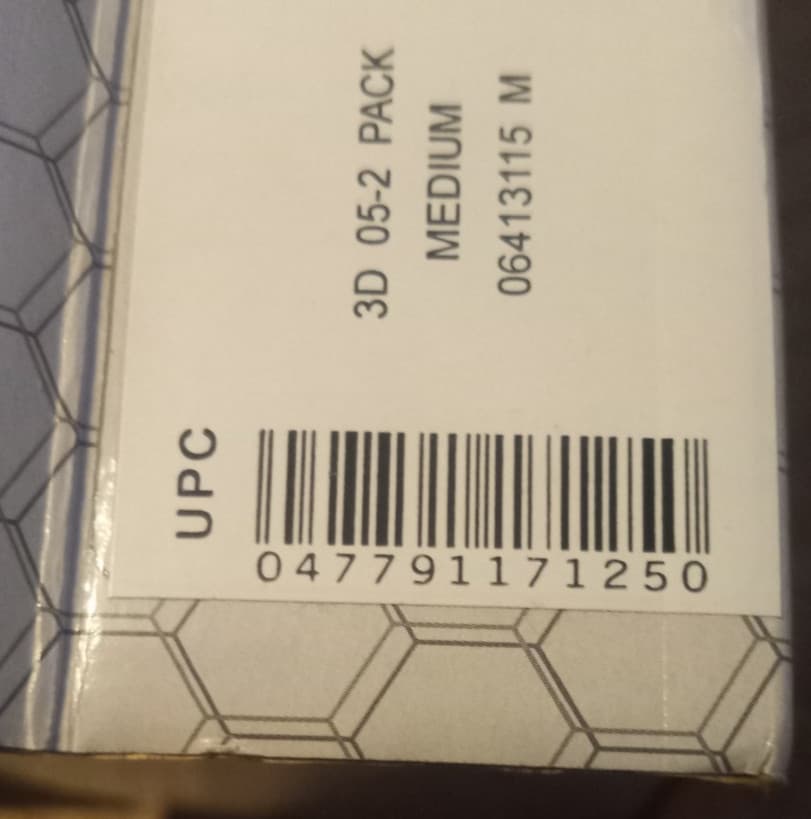 3D 05-2 PACK
MEDIUM
06413115 M
UPC
047791171250